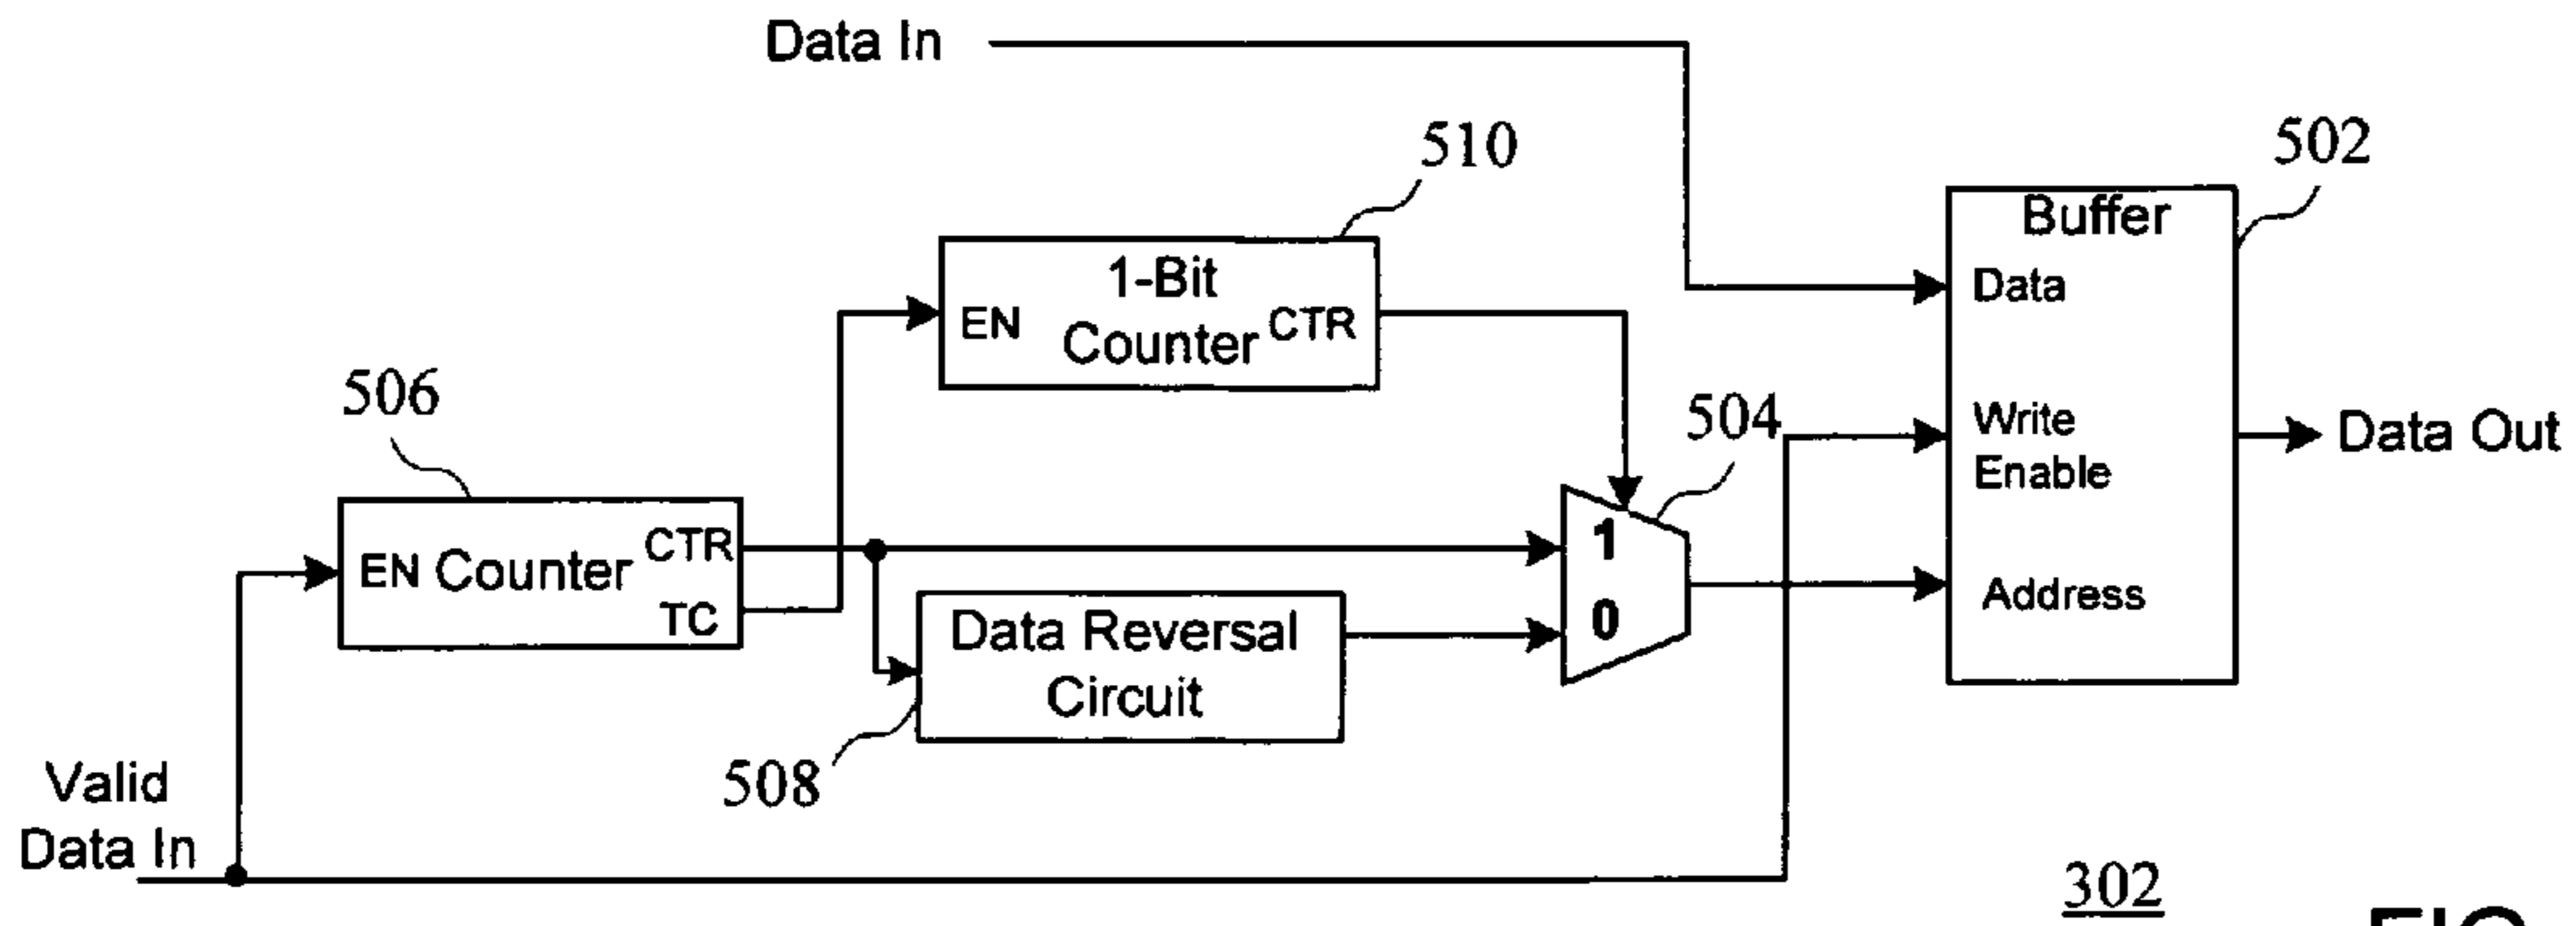 Data In
510
502
Buffer
1-Bit
Data
EN
Counter
CTR
506
504
Write
Data Out
Enable
CTR
1
EN
Counter
Address
TC
0
Data Reversal
Circuit
508
Valid
Data In
302